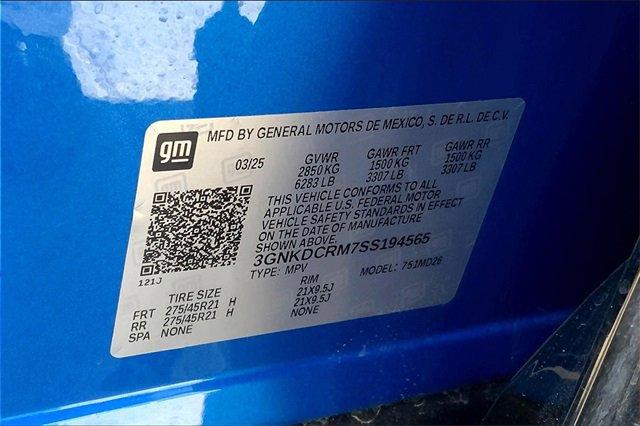 gm MFD BY GENERAL MOTORS DE MEXICO, S. DE R.L. DE C.V.
03/25 GVWR GAWR FRT GAWR RR
2850 KG 1500 KG 1500 KG
6283 LB 3307 LB 3307 LB
THIS VEHICLE CONFORMS TO ALL
APPLICABLE U.S. FEDERAL MOTOR
VEHICLE SAFETY STANDARDS IN EFFECT
ON THE DATE OF MANUFACTURE
SHOWN ABOVE.
3GNKDCRM7SS194565
121J TYPE: MPV MODEL: 751MD26
TIRE SIZE RIM
FRT 275/45R21 H 21X9.5J
RR 275/45R21 H 21X9.5J
SPA NONE NONE